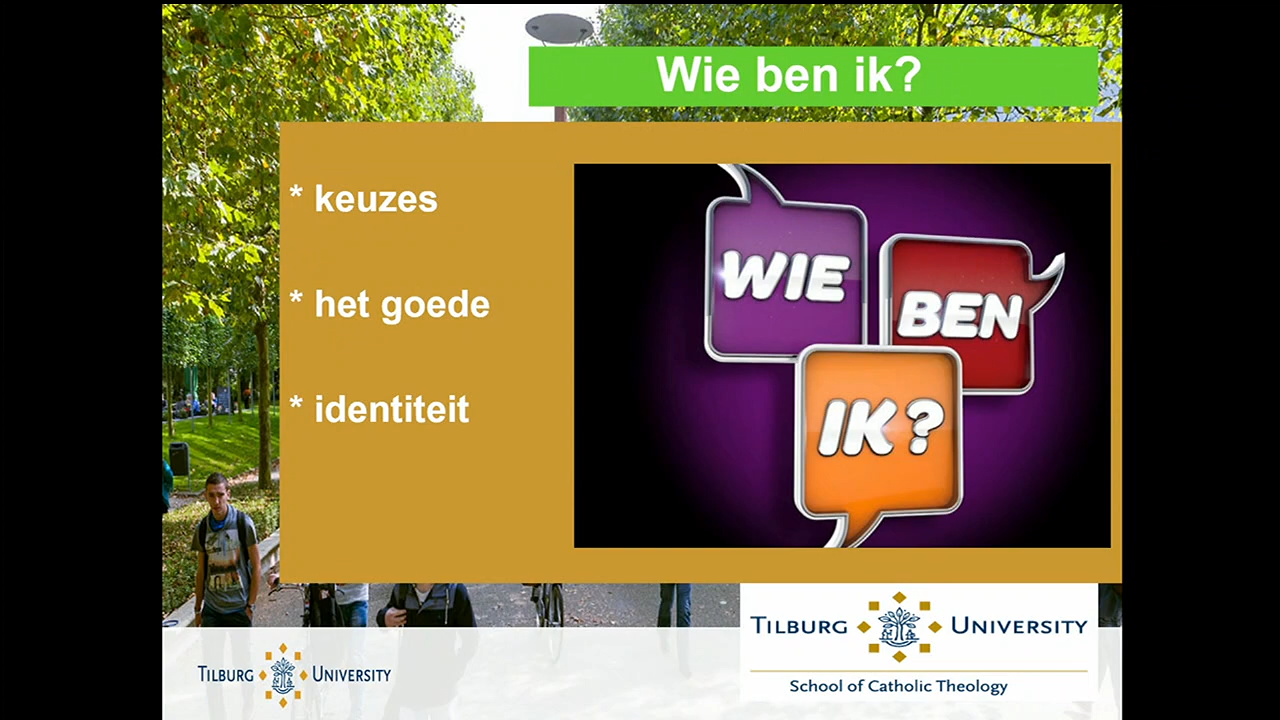 Wie ben ik?
* keuzes
* het goede
* identiteit
WIE
BEN
IK?
TILBURG UNIVERSITY
School of Catholic Theology
TILBURG UNIVERSITY